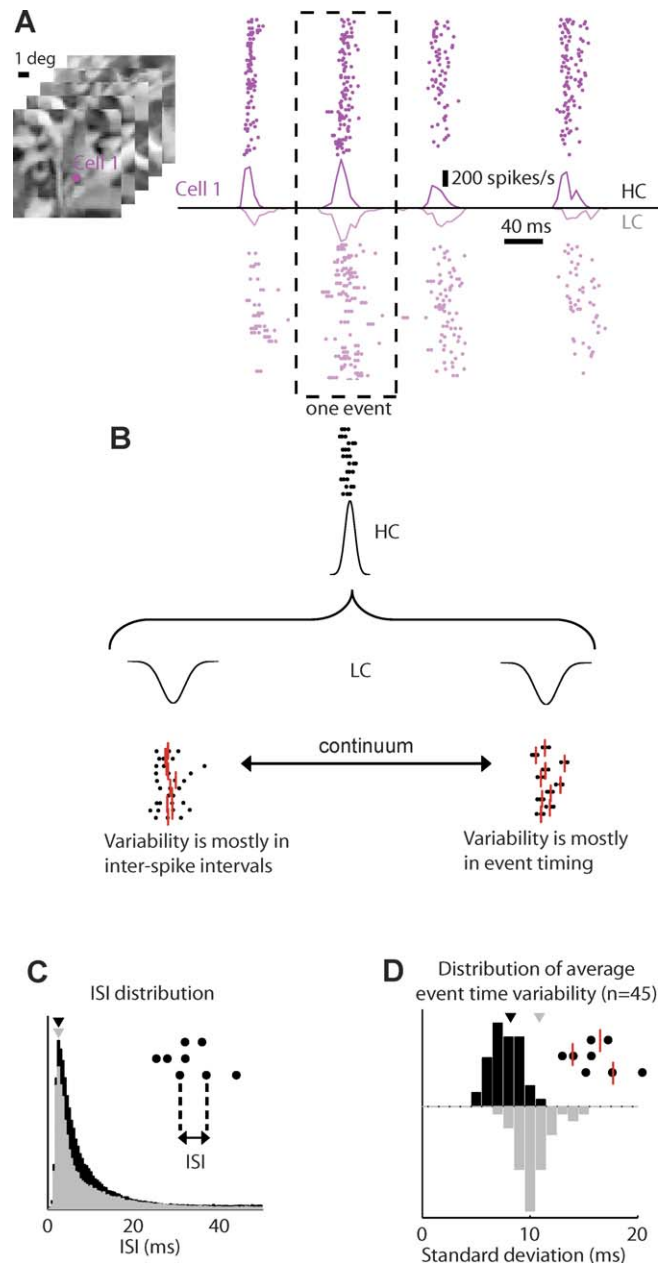 A
1 deg
Cell 1
Cell 1
200 spikes/s
HC
LC
40 ms
one event
B
HC
LC
continuum
Variability is mostly in
inter-spike intervals
Variability is mostly
in event timing
C
ISI distribution
ISI
0
20
40
ISI (ms)
D
Distribution of average
event time variability (n=45)
0
10
20
Standard deviation (ms)